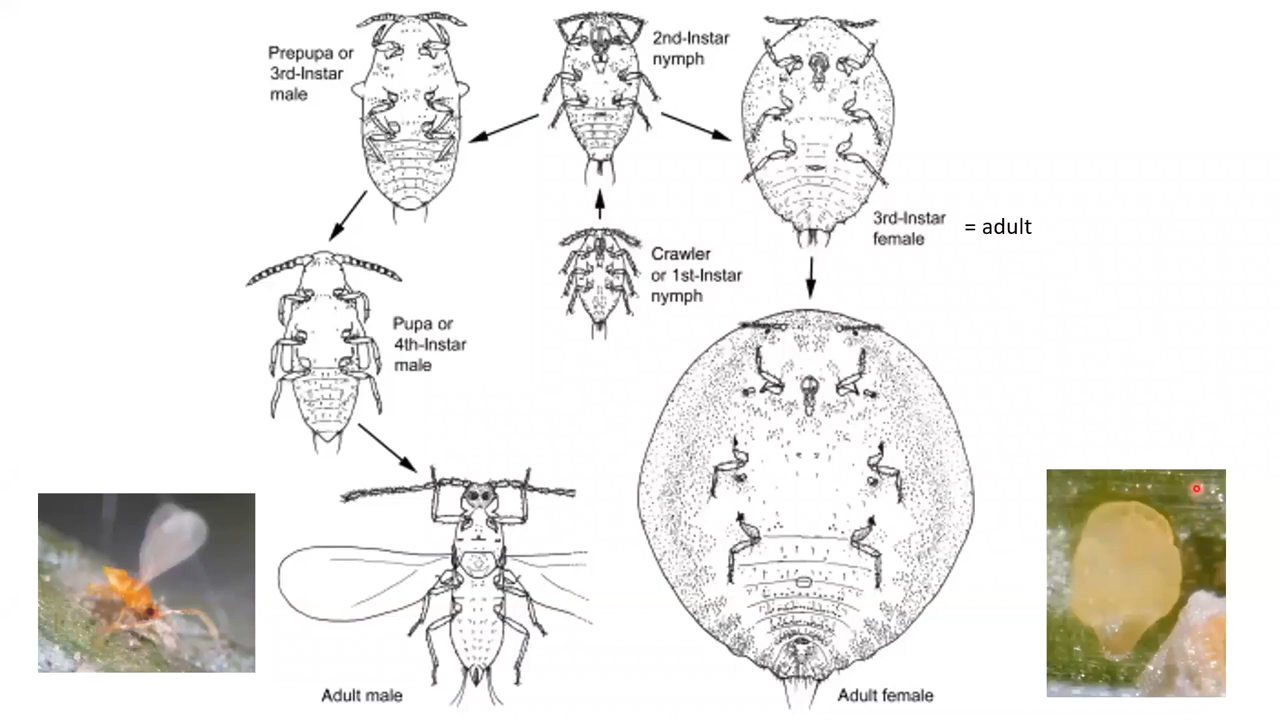 Prepupa or
3rd-Instar
male
2nd-Instar
nymph
3rd-Instar
female
= adult
Crawler
or 1st-Instar
nymph
Pupa or
4th-Instar
male
Adult male
Adult female